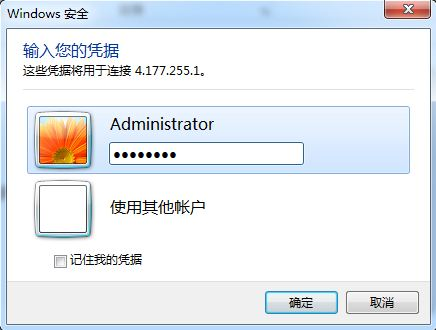 Windows 安全
输入您的凭据
这些凭据将用于连接 4.177.255.1。
Administrator
●●●●●●●●
使用其他帐户
记住我的凭据
确定
取消